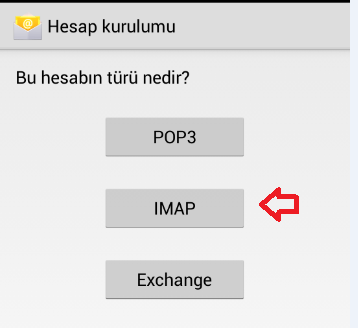 Hesap kurulumu
Bu hesabın türü nedir?
POP3
IMAP
Exchange